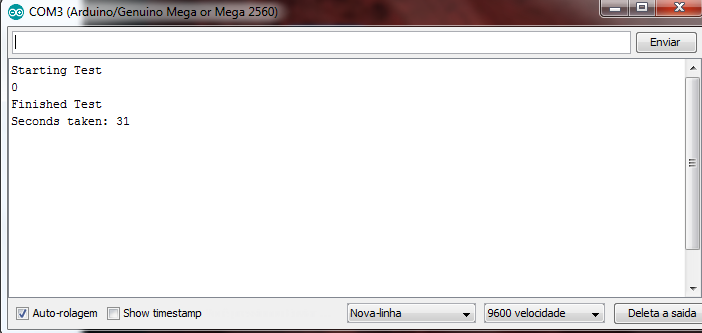 COM3 (Arduino/Genuino Mega or Mega 2560)
Enviar
Starting Test
0
Finished Test
Seconds taken: 31
Auto-rolagem
Show timestamp
Nova-linha
9600 velocidade
Deleta a saida